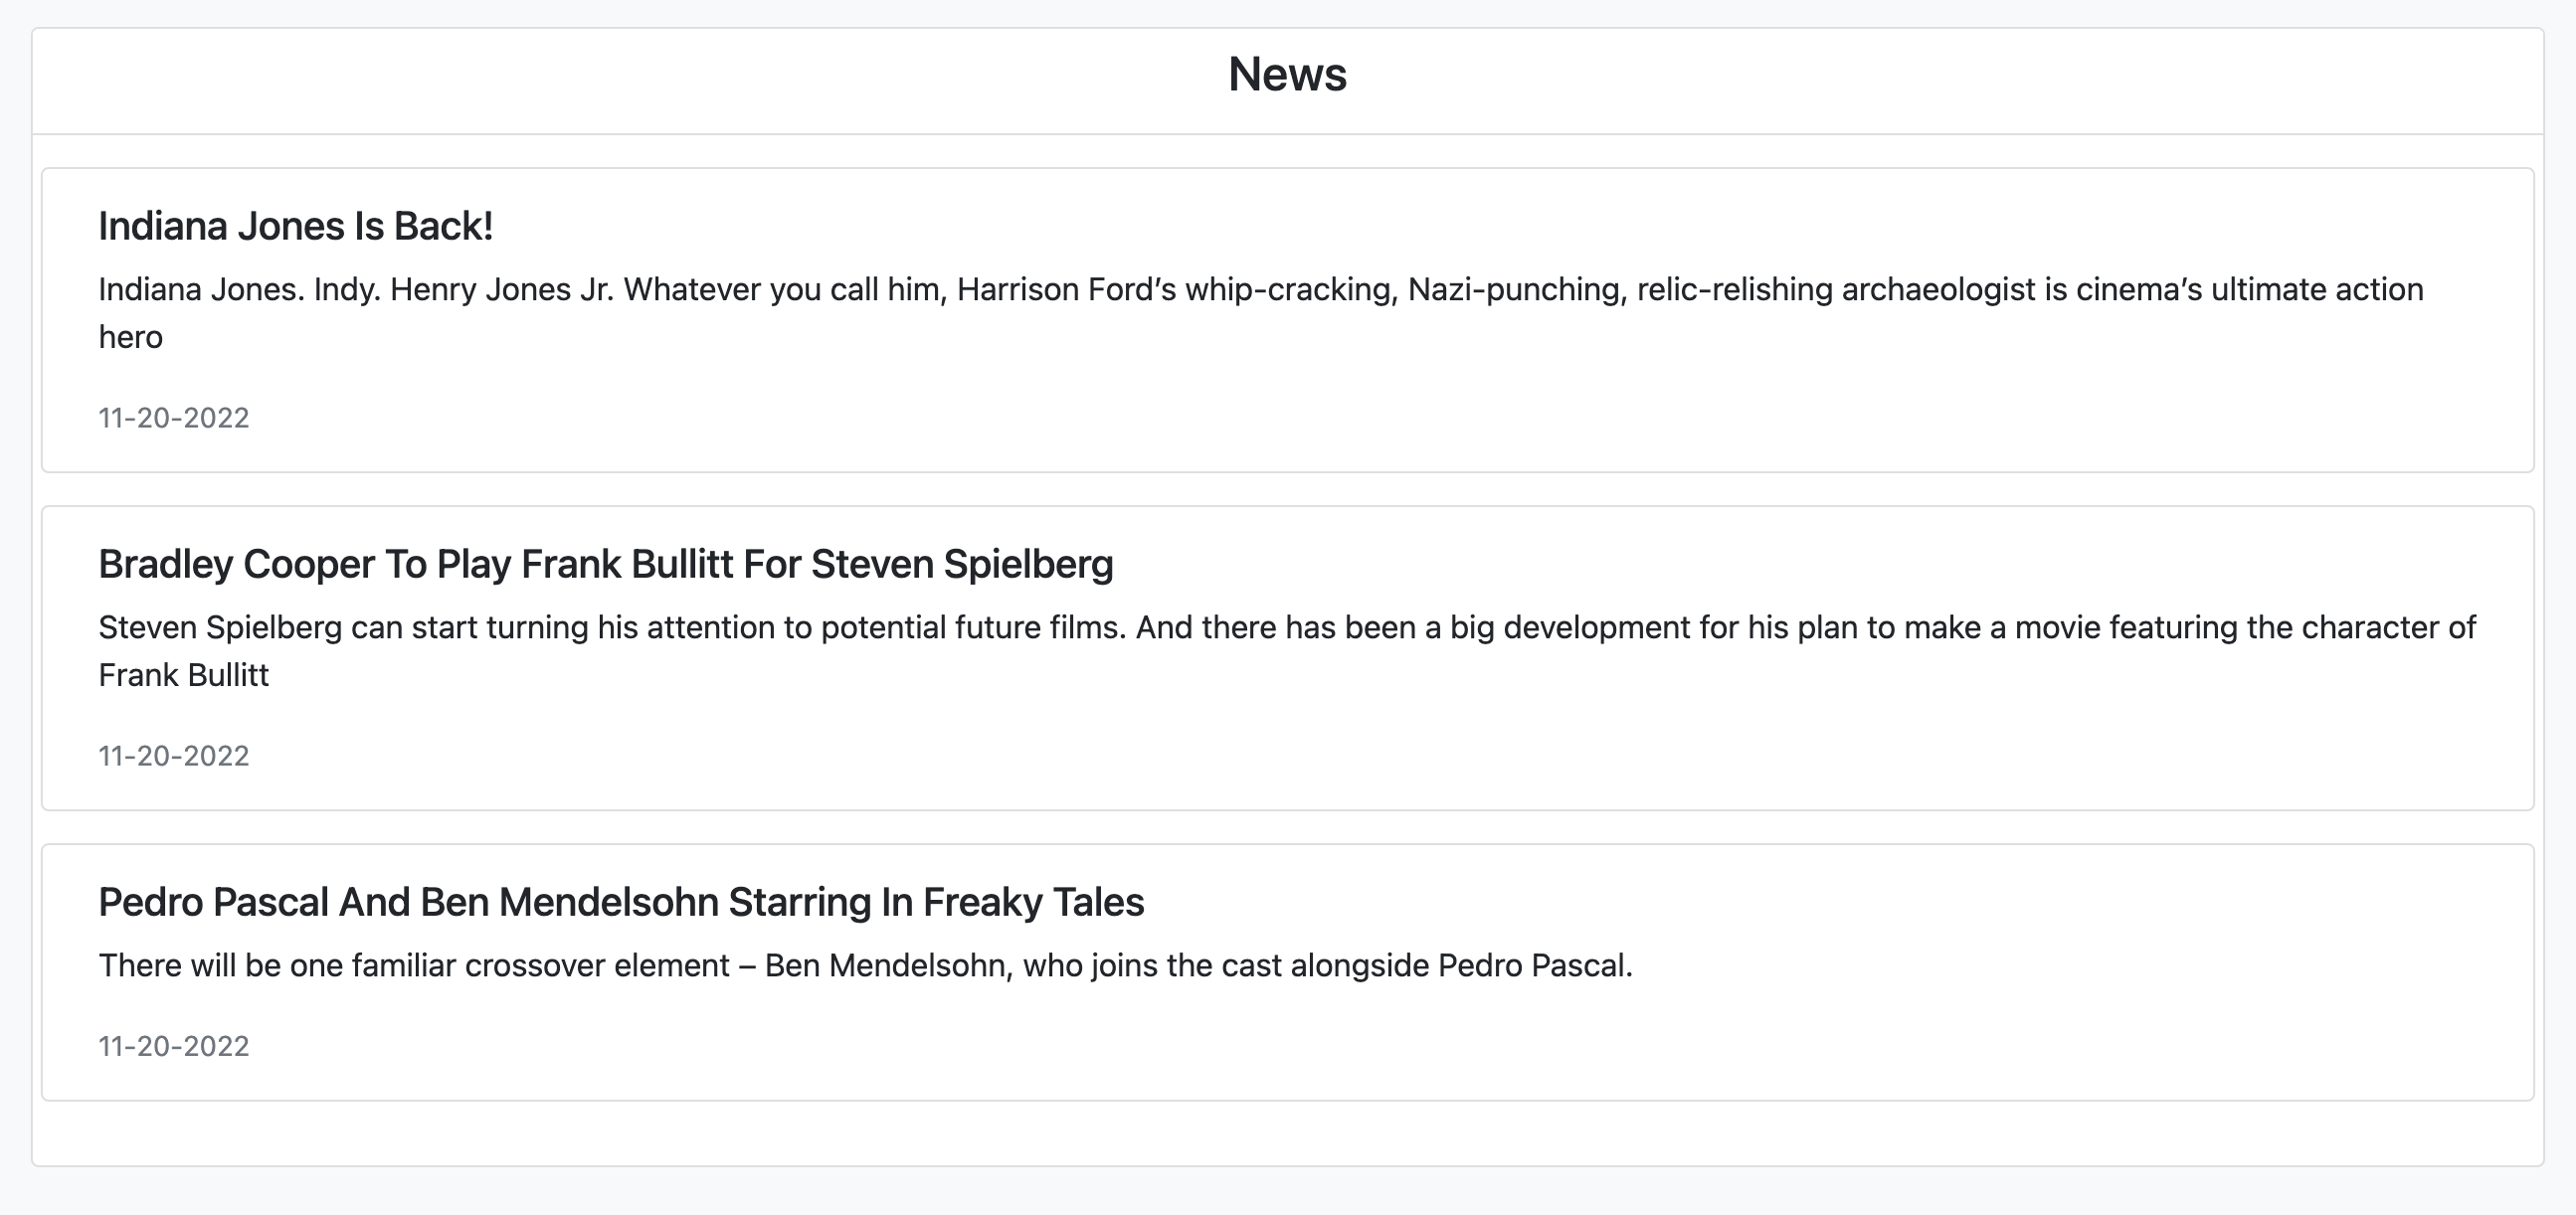 News
Indiana Jones Is Back!
Indiana Jones. Indy. Henry Jones Jr. Whatever you call him, Harrison Ford’s whip-cracking, Nazi-punching, relic-relishing archaeologist is cinema’s ultimate action
hero
11-20-2022
Bradley Cooper To Play Frank Bullitt For Steven Spielberg
Steven Spielberg can start turning his attention to potential future films. And there has been a big development for his plan to make a movie featuring the character of
Frank Bullitt
11-20-2022
Pedro Pascal And Ben Mendelsohn Starring In Freaky Tales
There will be one familiar crossover element – Ben Mendelsohn, who joins the cast alongside Pedro Pascal.
11-20-2022